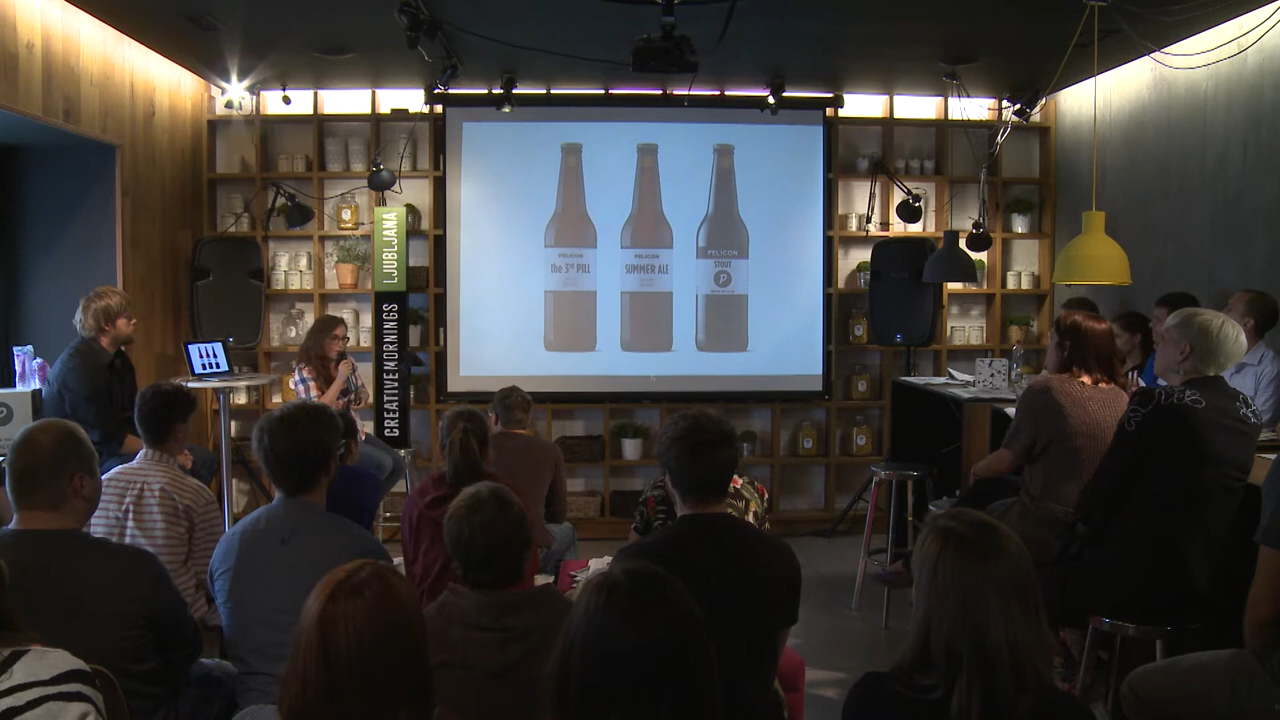 PELICON
the 3rd PILL
PELICON
SUMMER ALE
PELICON
STOUT
P
CREATIVEMORNINGS LJUBLJANA